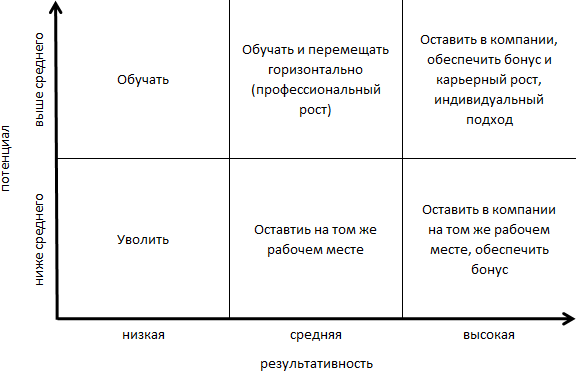 потенциал
выше среднего
Обучать
Обучать и перемещать
горизонтально
(профессиональный
рост)
Оставить в компании,
обеспечить бонус и
карьерный рост,
индивидуальный
подход
ниже среднего
Уволить
Оставтиь на том же
рабочем месте
Оставить в компании
на том же рабочем
месте, обеспечить
бонус
низкая
средняя
высокая
результативность